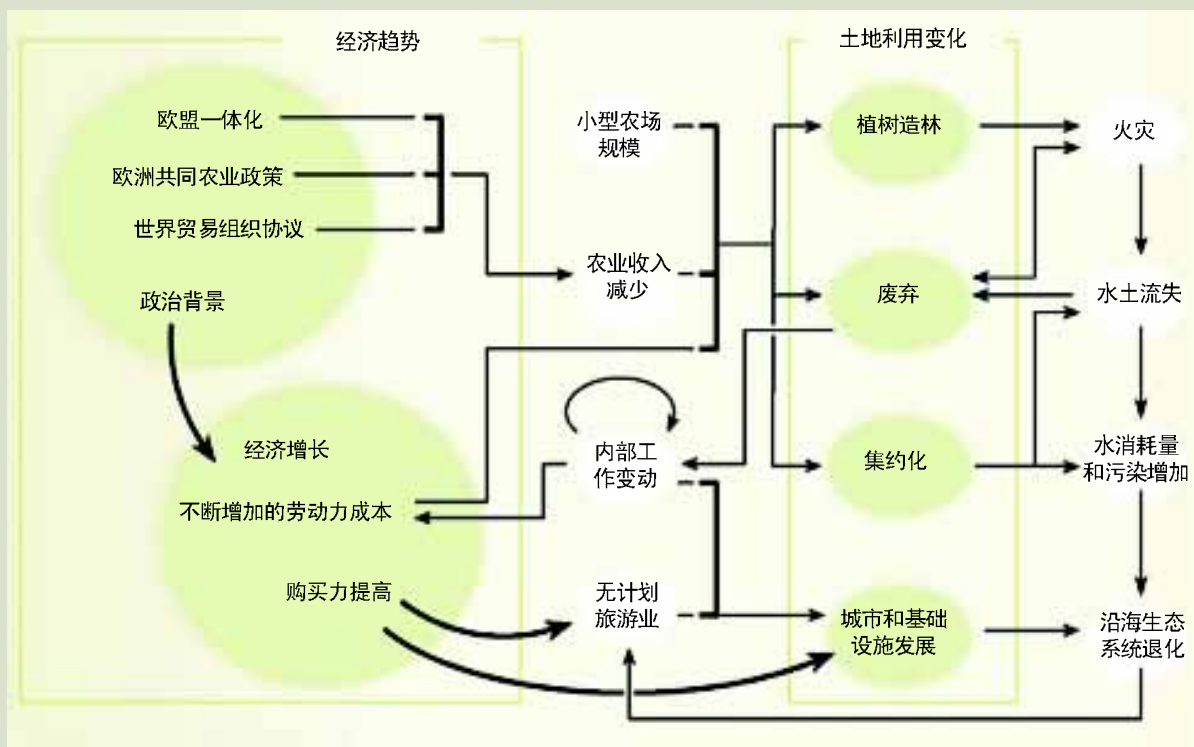 经济趋势
欧盟一体化
欧洲共同农业政策
世界贸易组织协议
政治背景
经济增长
不断增加的劳动力成本
购买力提高
小型农场
规模
农业收入
减少
内部工
作变动
无计划
旅游业
土地利用变化
植树造林
废弃
集约化
城市和基础
设施发展
火灾
水土流失
水消耗量
和污染增加
沿海生态
系统退化